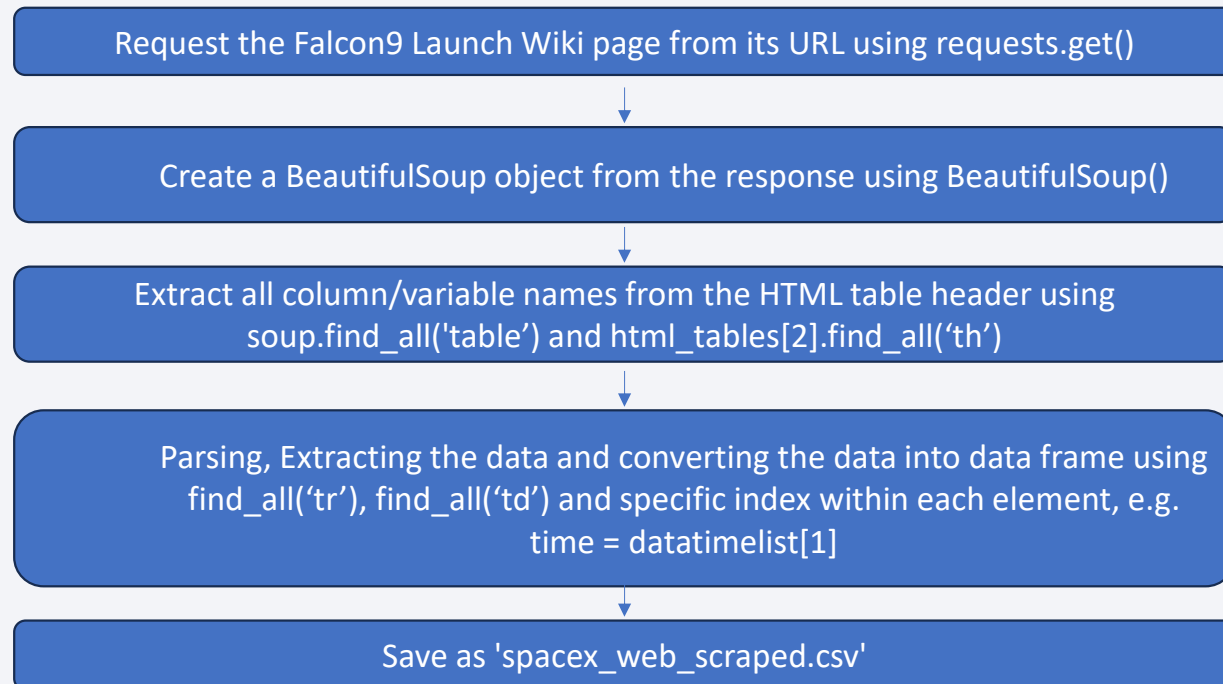 Request the Falcon9 Launch Wiki page from its URL using requests.get()
Create a BeautifulSoup object from the response using BeautifulSoup()
Extract all column/variable names from the HTML table header using
soup.find_all('table’) and html_tables[2].find_all(‘th’)
Parsing, Extracting the data and converting the data into data frame using
find_all(‘tr’), find_all(‘td’) and specific index within each element, e.g.
time = datatimelist[1]
Save as 'spacex_web_scraped.csv'